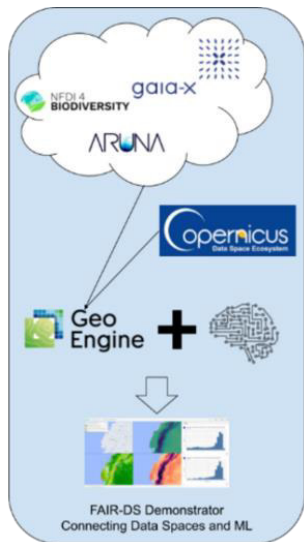 NFDI 4
BIODIVERSITY
gaia-x
ARUNA
Copernicus
Data Space Ecosystem
Geo
Engine
FAIR-DS Demonstrator
Connecting Data Spaces and ML